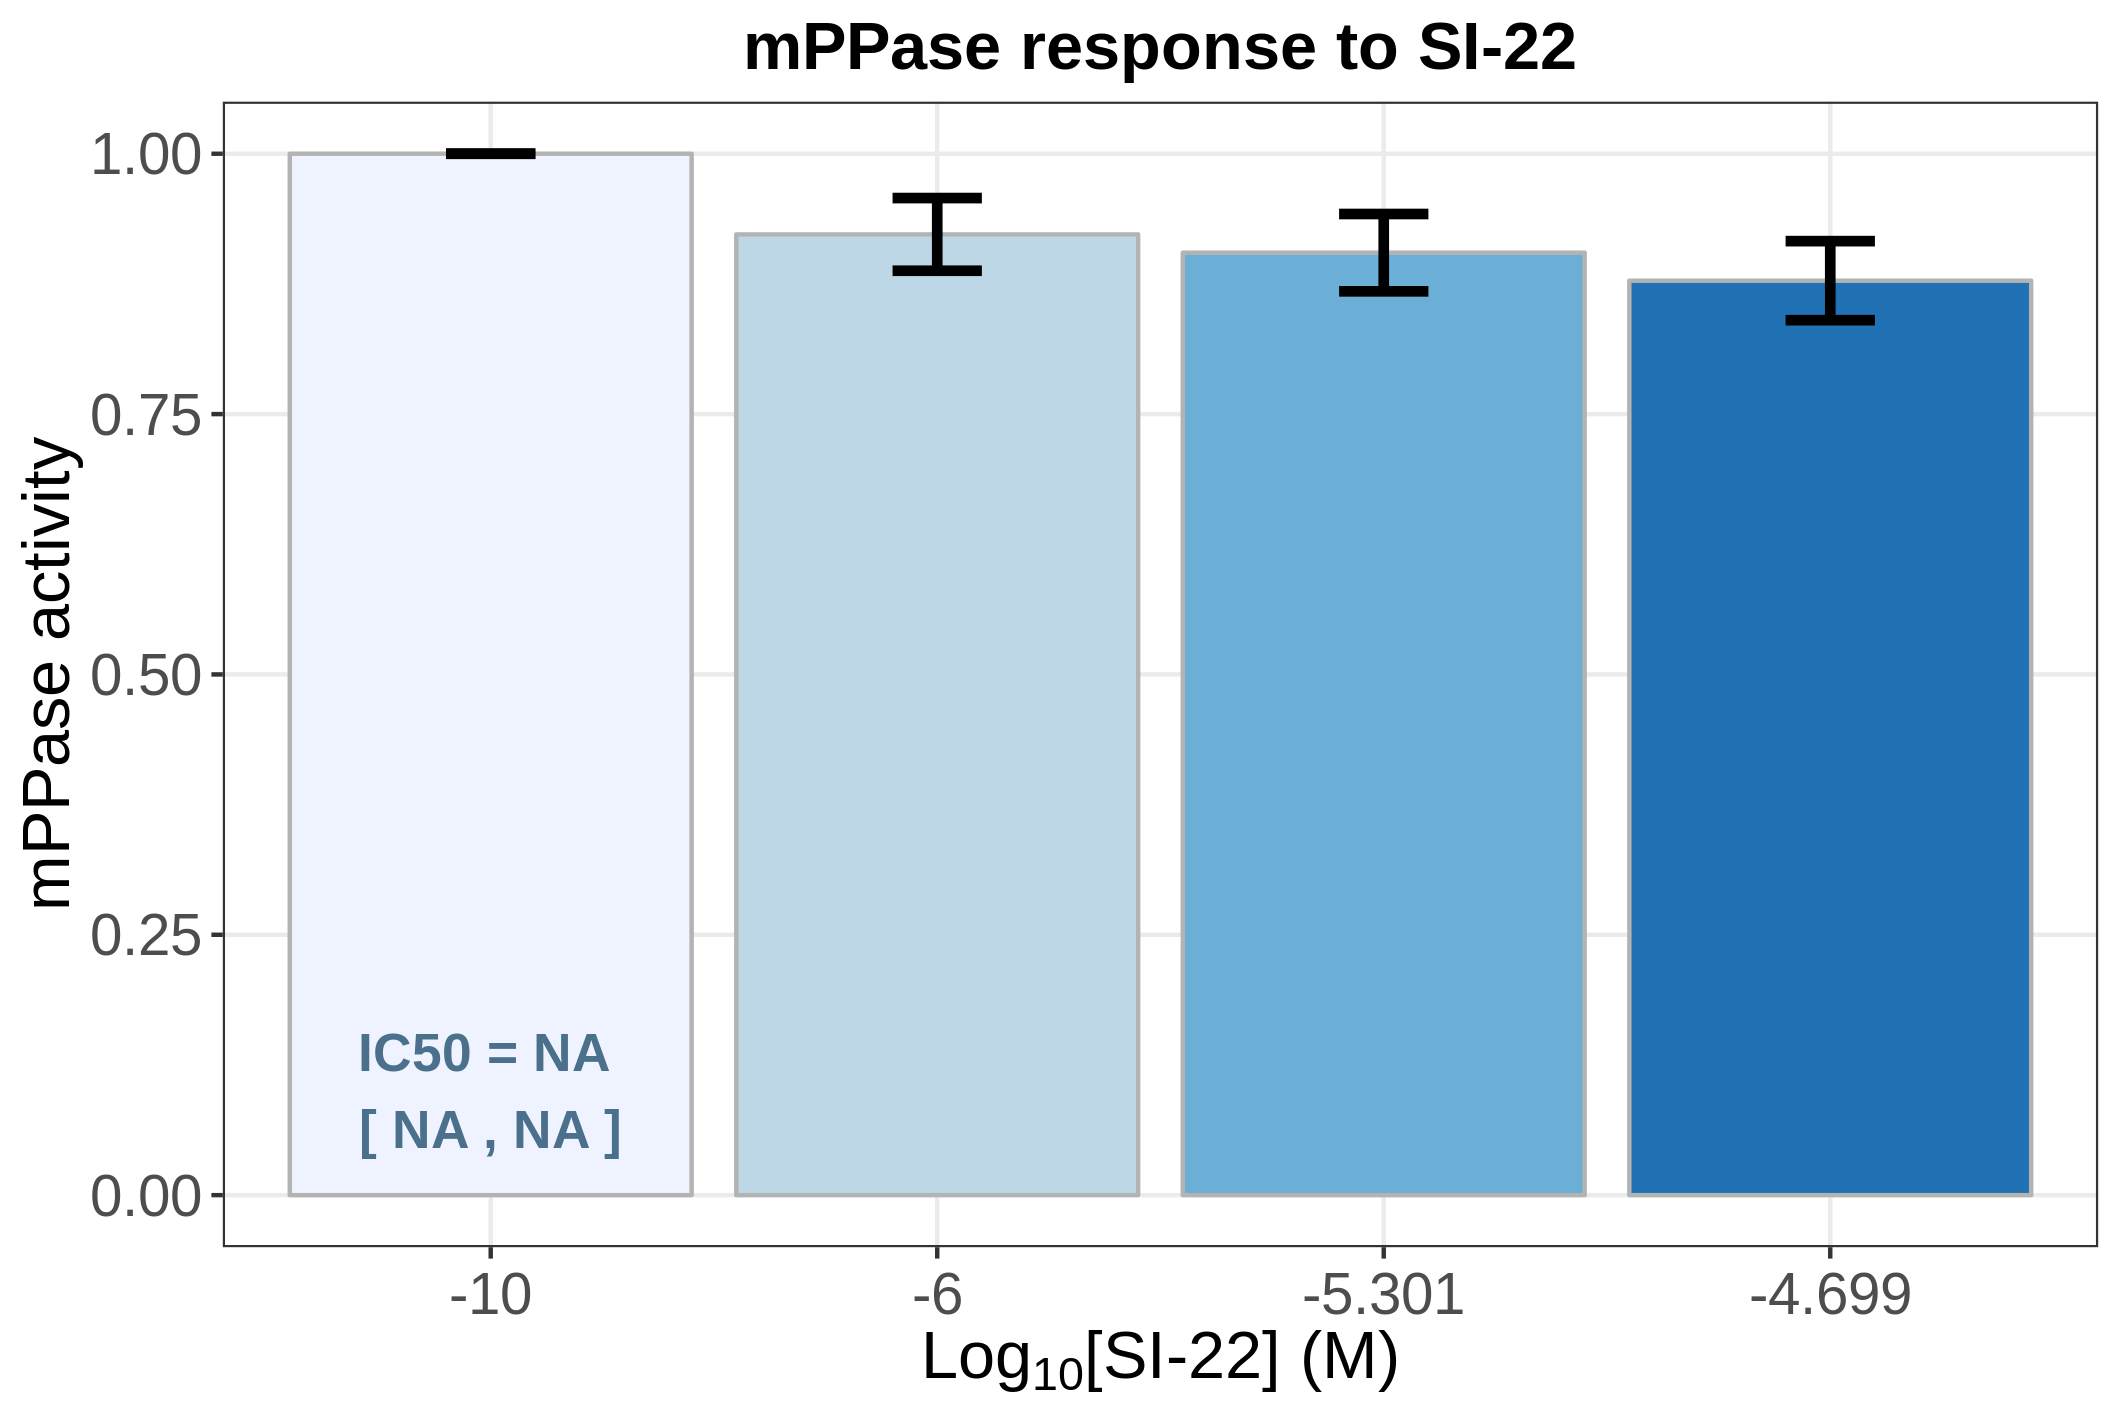 mPPase response to SI-22
mPPase activity
1.00
0.75
0.50
0.25
0.00
IC50 = NA
[ NA , NA ]
-10
-6
-5.301
-4.699
Log₁₀[SI-22] (M)